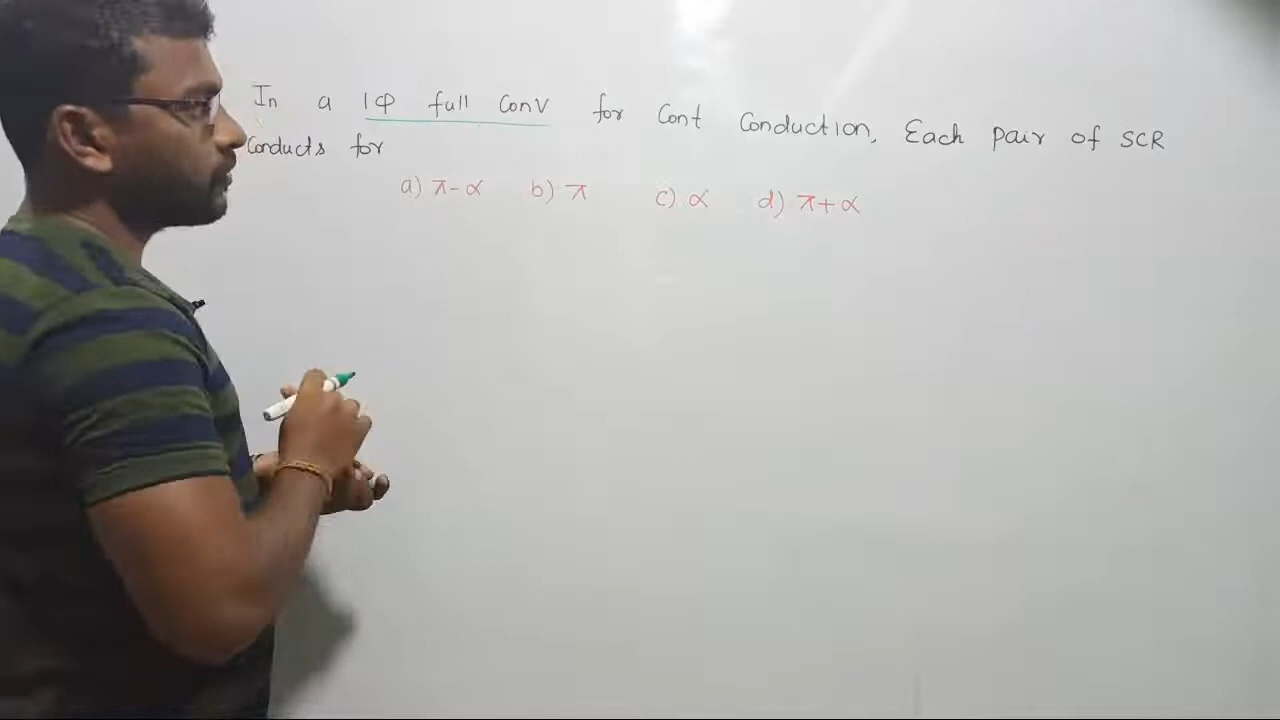 In a 1Φ full Conv for Cont Conduction, Each pair of SCR
Conducts for
a) π-α b) π c) α d) π+α